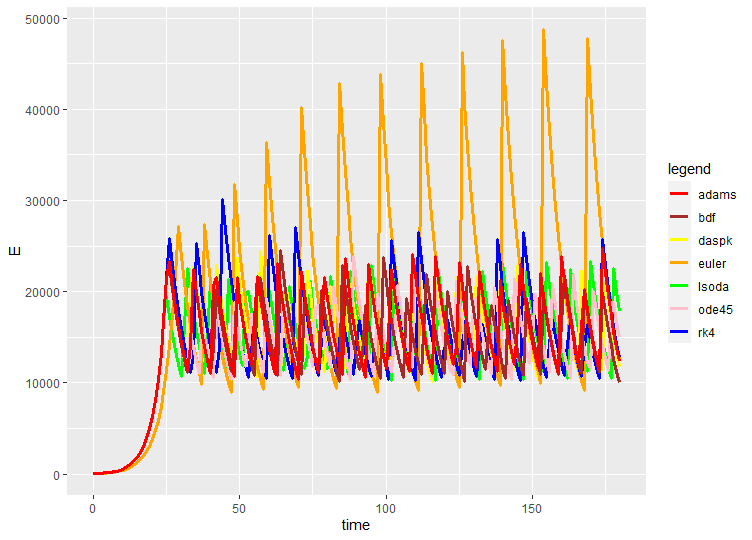 50000
40000
30000
20000
10000
0
E
0
50
100
150
time
legend
adams
bdf
daspk
euler
lsoda
ode45
rk4